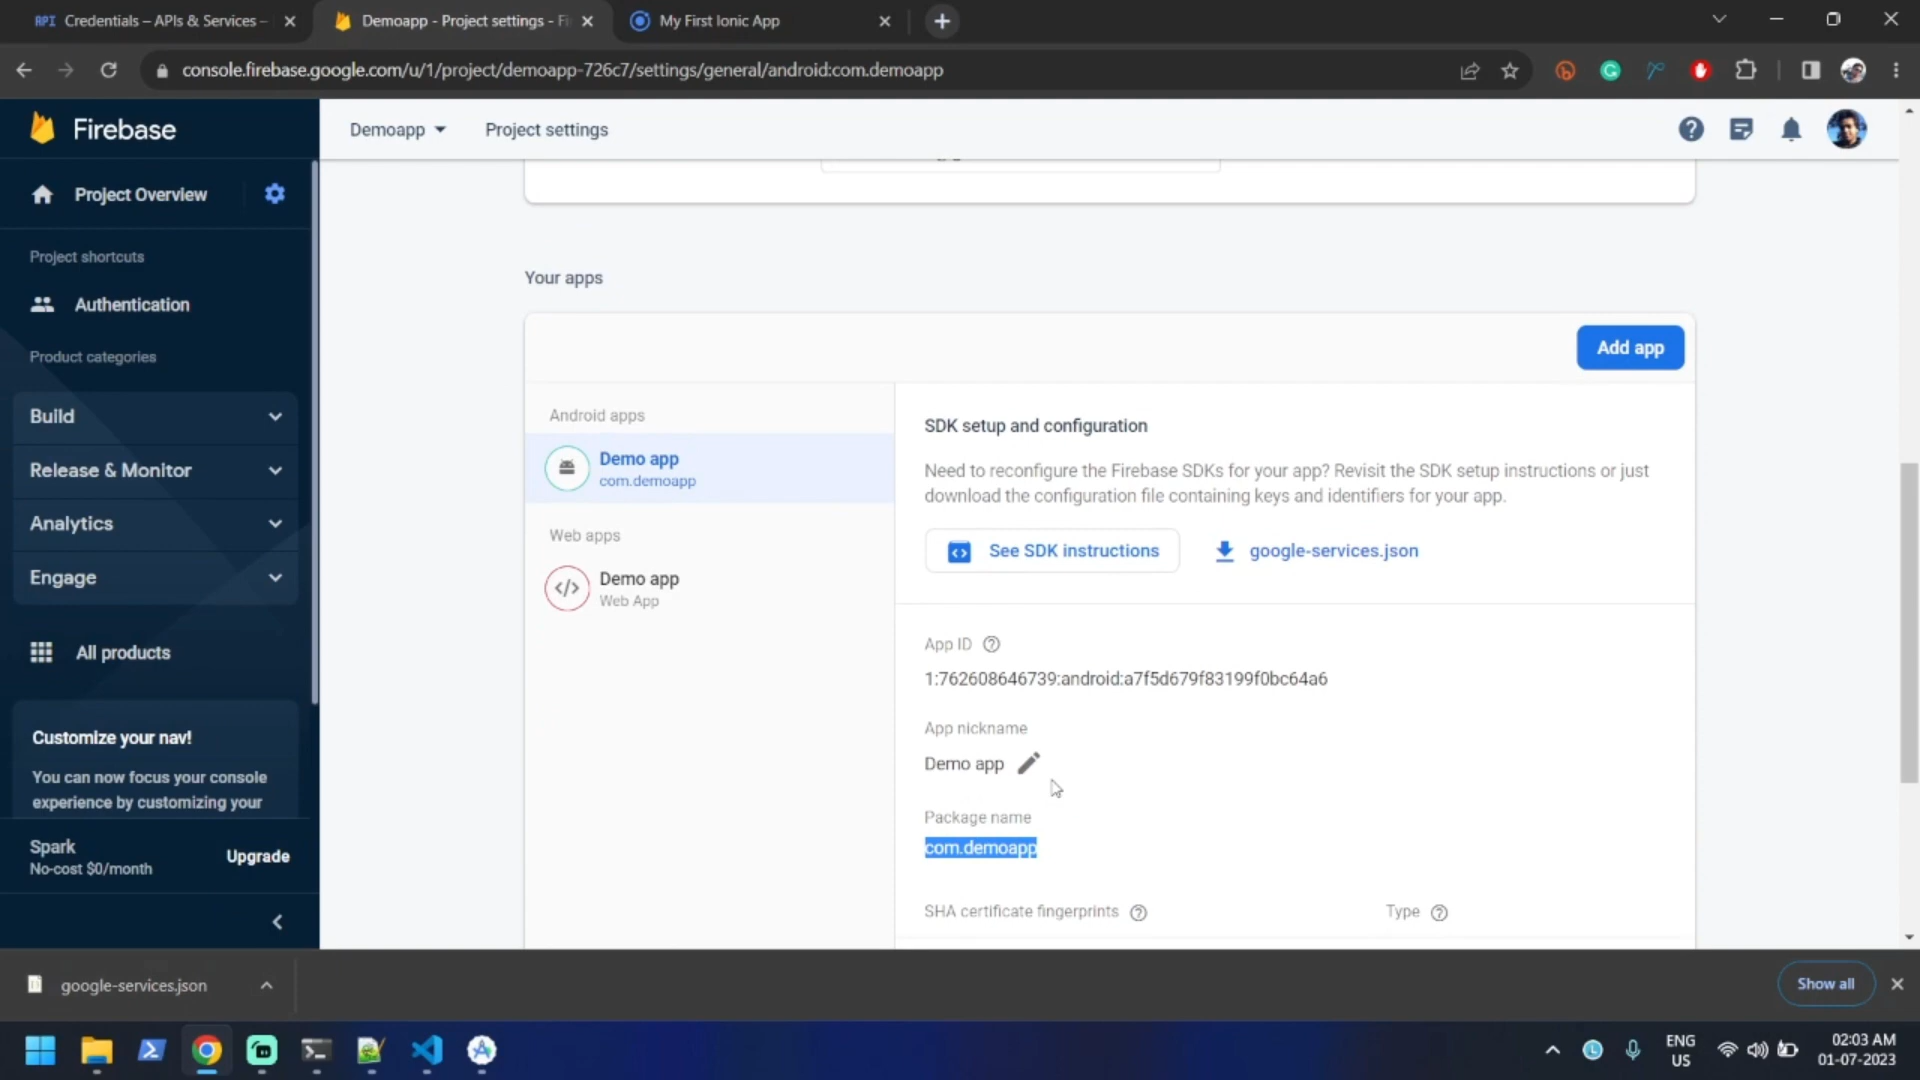 API Credentials – APIs & Services –
Demoapp - Project settings - Fi
My First Ionic App
console.firebase.google.com/u/1/project/demoapp-726c7/settings/general/android:com.demoapp
Firebase
Demoapp
Project settings
Project Overview
Project shortcuts
Authentication
Product categories
Build
Release & Monitor
Analytics
Engage
All products
Customize your nav!
You can now focus your console
experience by customizing your
Spark
No-cost $0/month
Upgrade
Your apps
Add app
Android apps
Demo app
com.demoapp
Web apps
Demo app
Web App
SDK setup and configuration
Need to reconfigure the Firebase SDKs for your app? Revisit the SDK setup instructions or just
download the configuration file containing keys and identifiers for your app.
See SDK instructions
google-services.json
App ID
1:762608646739:android:a7f5d679f83199f0bc64a6
App nickname
Demo app
Package name
com.demoapp
SHA certificate fingerprints
Type
google-services.json
Show all
ENG
US
02:03 AM
01-07-2023